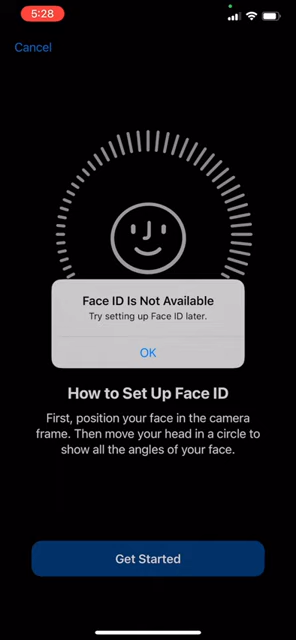 5:28
Cancel
Face ID Is Not Available
Try setting up Face ID later.
OK
How to Set Up Face ID
First, position your face in the camera
frame. Then move your head in a circle to
show all the angles of your face.
Get Started